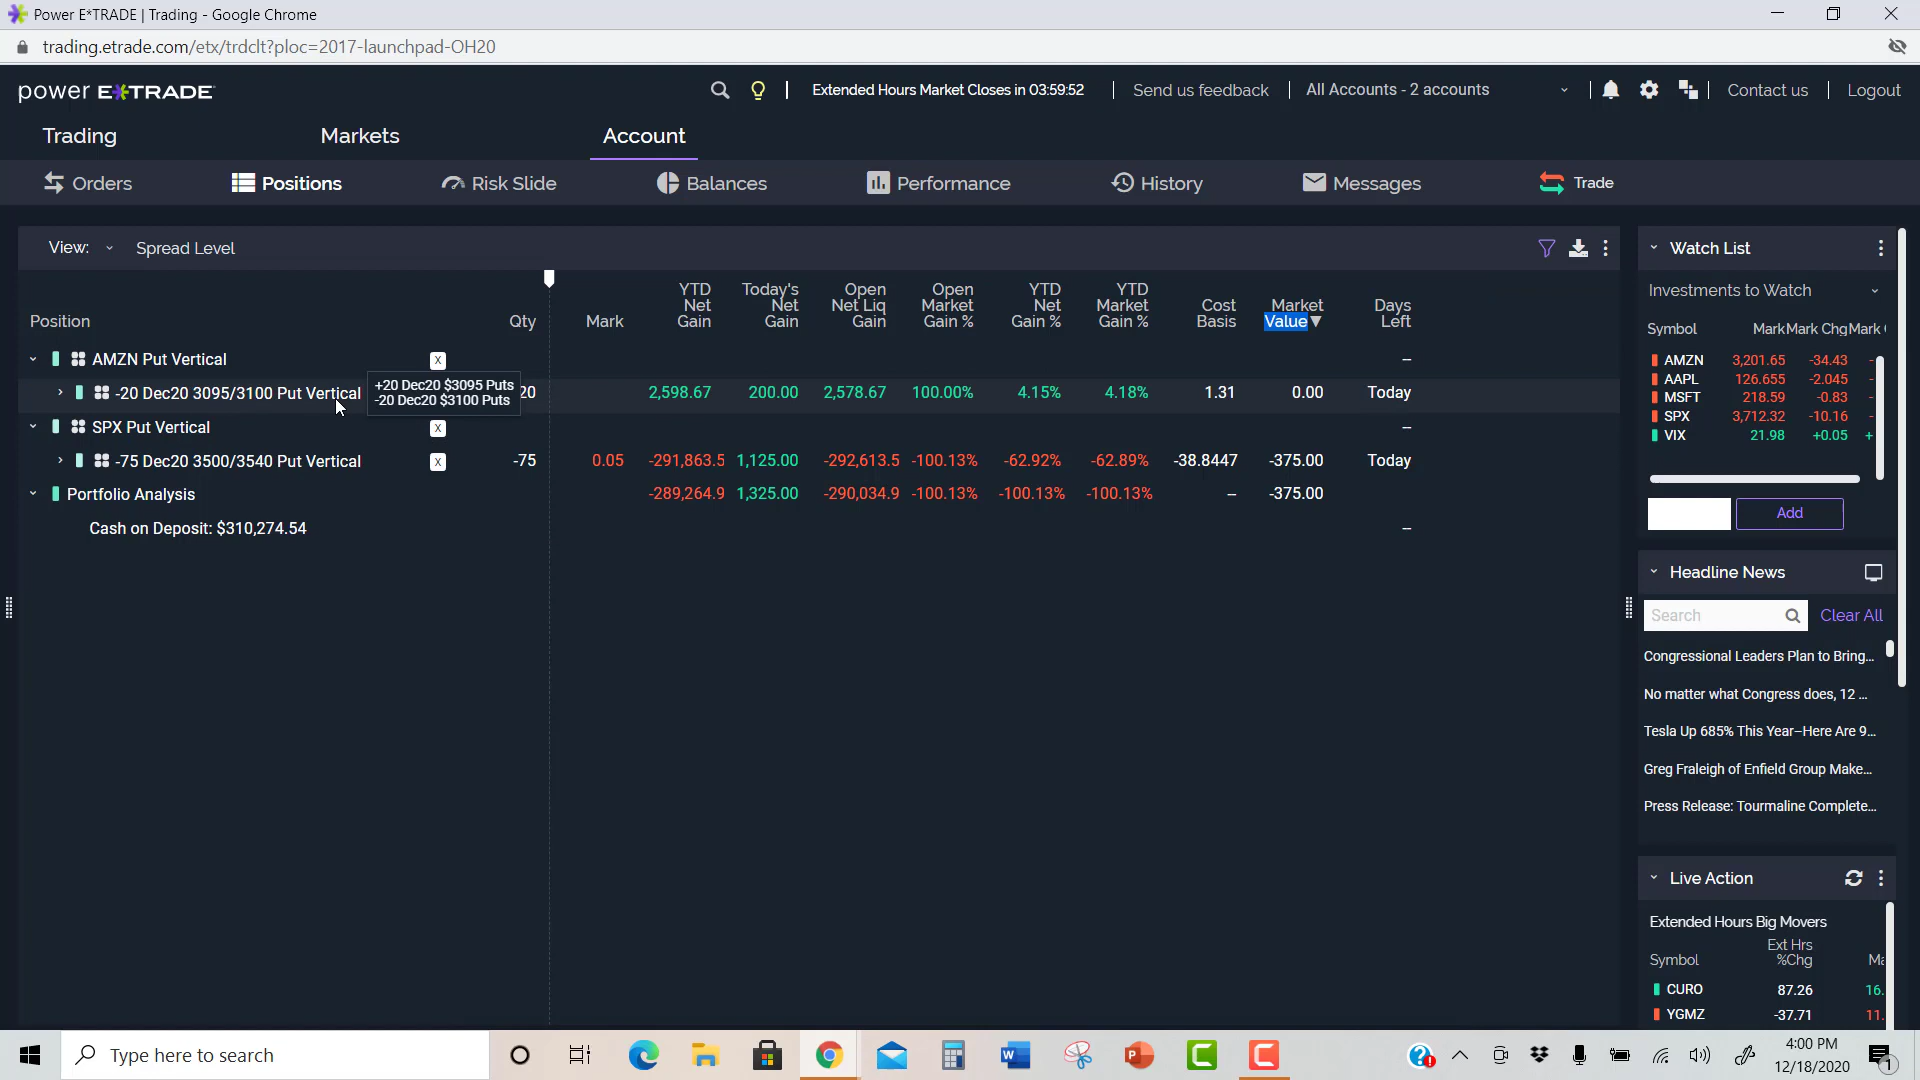 Power E*TRADE | Trading - Google Chrome
trading.etrade.com/etx/trdclt?ploc=2017-launchpad-OH20
power E*TRADE
Extended Hours Market Closes in 03:59:52
Send us feedback
All Accounts - 2 accounts
Contact us
Logout
Trading
Markets
Account
Orders
Positions
Risk Slide
Balances
Performance
History
Messages
Trade
View: Spread Level
Position
Qty
Mark
YTD Net Gain
Today's Net Gain
Open Net Liq Gain
Open Market Gain %
YTD Net Gain %
YTD Market Gain %
Cost Basis
Market Value▼
Days Left
AMZN Put Vertical X --
-20 Dec20 3095/3100 Put Vertical 20 2,598.67 200.00 2,578.67 100.00% 4.15% 4.18% 1.31 0.00 Today
+20 Dec20 $3095 Puts
-20 Dec20 $3100 Puts
SPX Put Vertical X --
-75 Dec20 3500/3540 Put Vertical X -75 0.05 -291,863.5 1,125.00 -292,613.5 -100.13% -62.92% -62.89% -38.8447 -375.00 Today
Portfolio Analysis -289,264.9 1,325.00 -290,034.9 -100.13% -100.13% -100.13% -- -375.00
Cash on Deposit: $310,274.54 --
Watch List
Investments to Watch
Symbol Mark Mark Chg Mark
AMZN 3,201.65 -34.43 -
AAPL 126.655 -2.045 -
MSFT 218.59 -0.83 -
SPX 3,712.32 -10.16 -
VIX 21.98 +0.05 +
Add
Headline News
Search
Clear All
Congressional Leaders Plan to Bring...
No matter what Congress does, 12 ...
Tesla Up 685% This Year–Here Are 9...
Greg Fraleigh of Enfield Group Make...
Press Release: Tourmaline Complete...
Live Action
Extended Hours Big Movers
Symbol
Ext Hrs %Chg
CURO 87.26 16.
YGMZ -37.71 11.
Type here to search
4:00 PM
12/18/2020
1